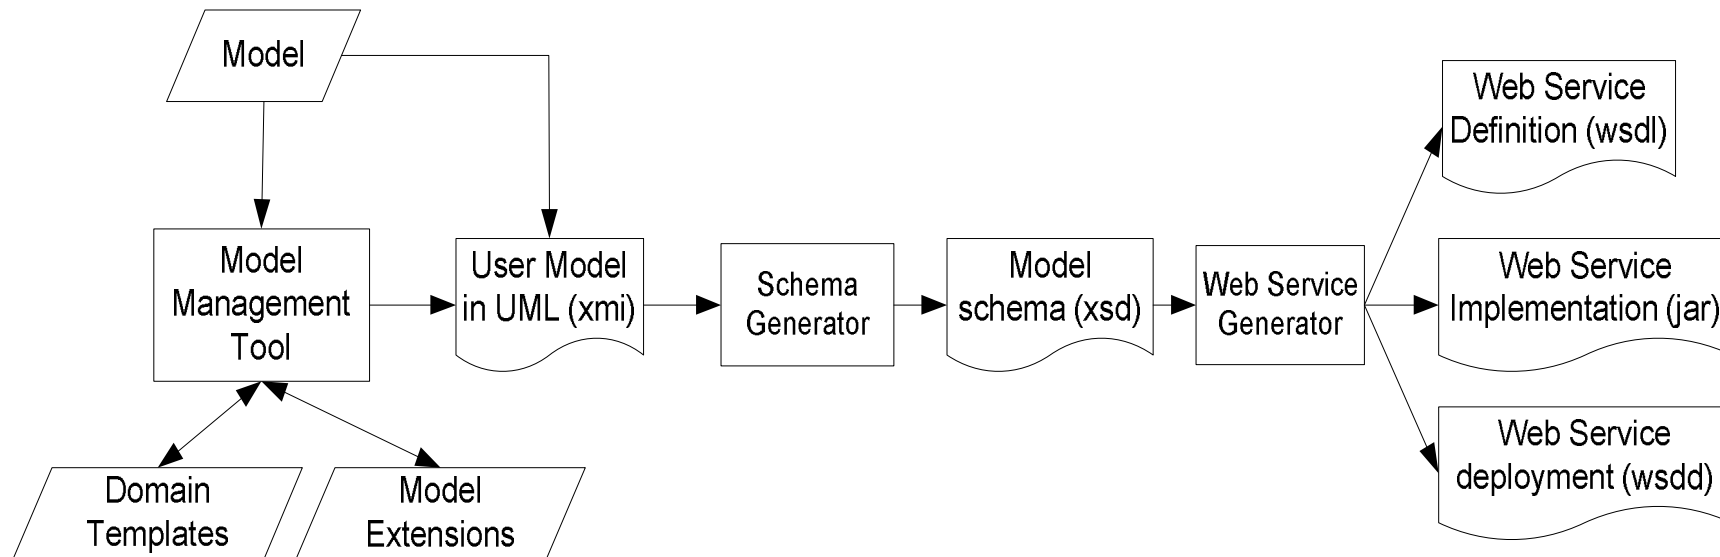 Model
Model
Management
Tool
Domain
Templates
Model
Extensions
User Model
in UML (xmi)
Schema
Generator
Model
schema (xsd)
Web Service
Generator
Web Service
Definition (wsdl)
Web Service
Implementation (jar)
Web Service
deployment (wsdd)